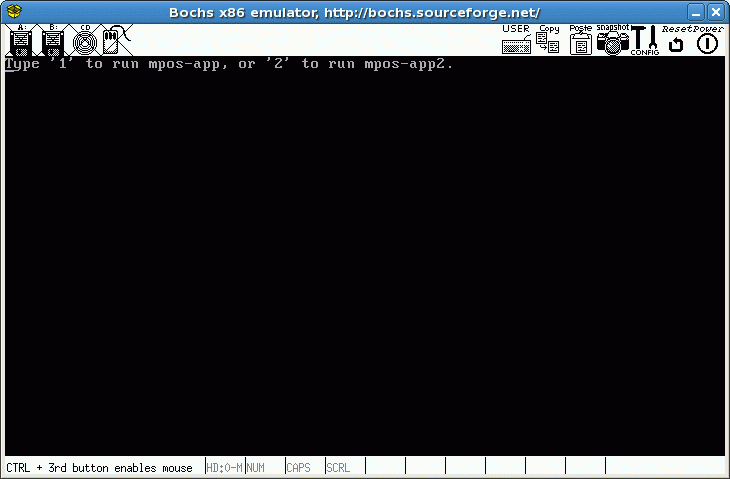 Bochs x86 emulator, http://bochs.sourceforge.net/
A: B: CD USER Copy Paste snapshot CONFIG Reset Power
Type '1' to run mpos-app, or '2' to run mpos-app2.
CTRL + 3rd button enables mouse HD:0-M NUM CAPS SCRL